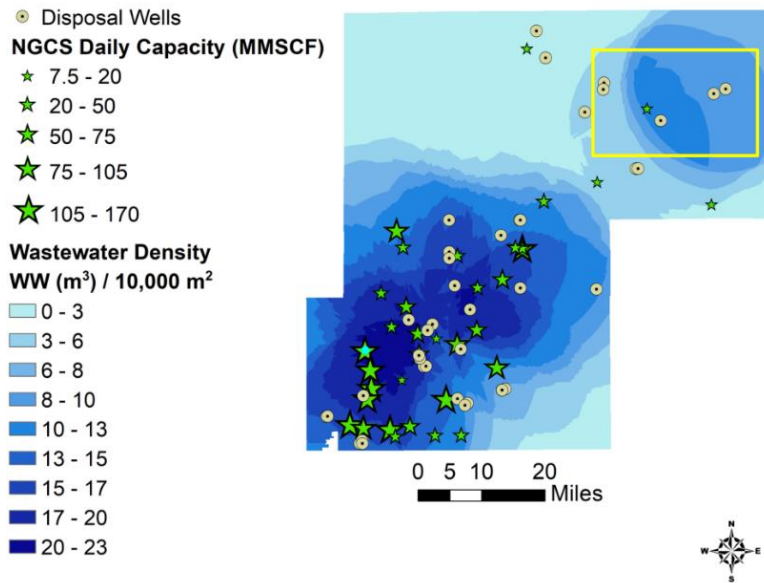 Disposal Wells
NGCS Daily Capacity (MMSCF)
7.5 - 20
20 - 50
50 - 75
75 - 105
105 - 170
Wastewater Density
WW (m³) / 10,000 m²
0 - 3
3 - 6
6 - 8
8 - 10
10 - 13
13 - 15
15 - 17
17 - 20
20 - 23
0 5 10 20
Miles
N
W E
S